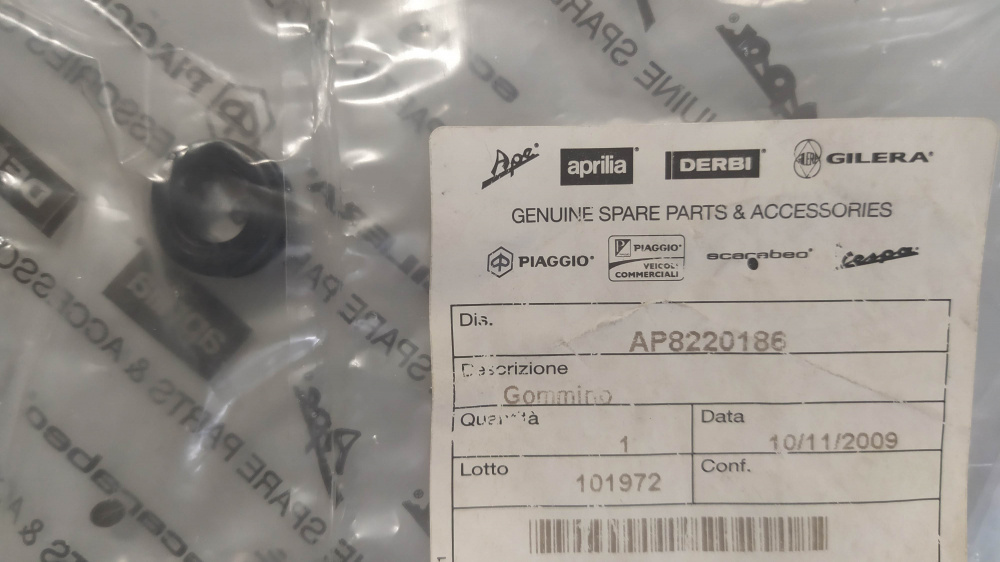 Ape
aprilia
DERBI
GILERA
GENUINE SPARE PARTS & ACCESSORIES
PIAGGIO
PIAGGIO
VEICOLI
COMMERCIALI
scarabeo
vespa
Dis.
AP8220186
Descrizione
Gommino
Quantità
1
Data
10/11/2009
Lotto
101972
Conf.